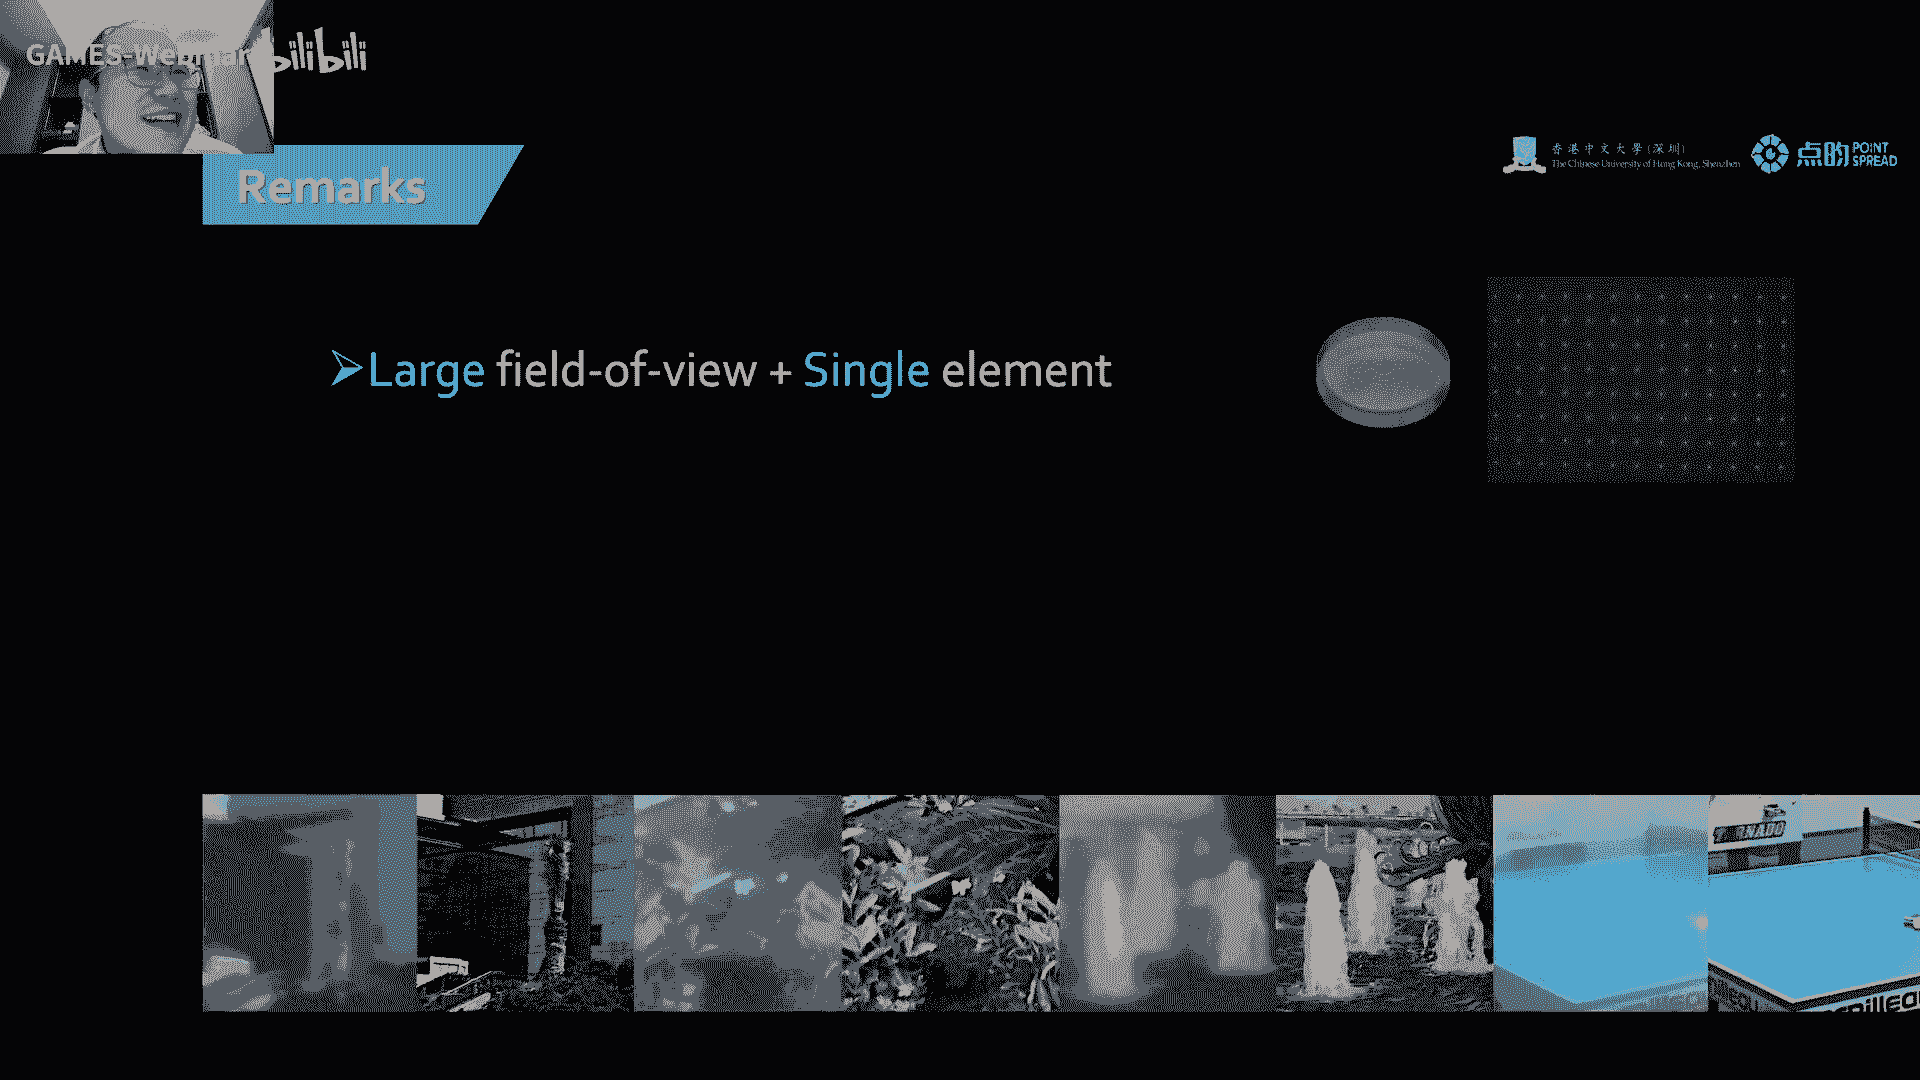 GAMES-Webinar
bilibili
香港中文大學(深圳)
The Chinese University of Hong Kong, Shenzhen
点昀
POINT
SPREAD
Remarks
Large field-of-view + Single element